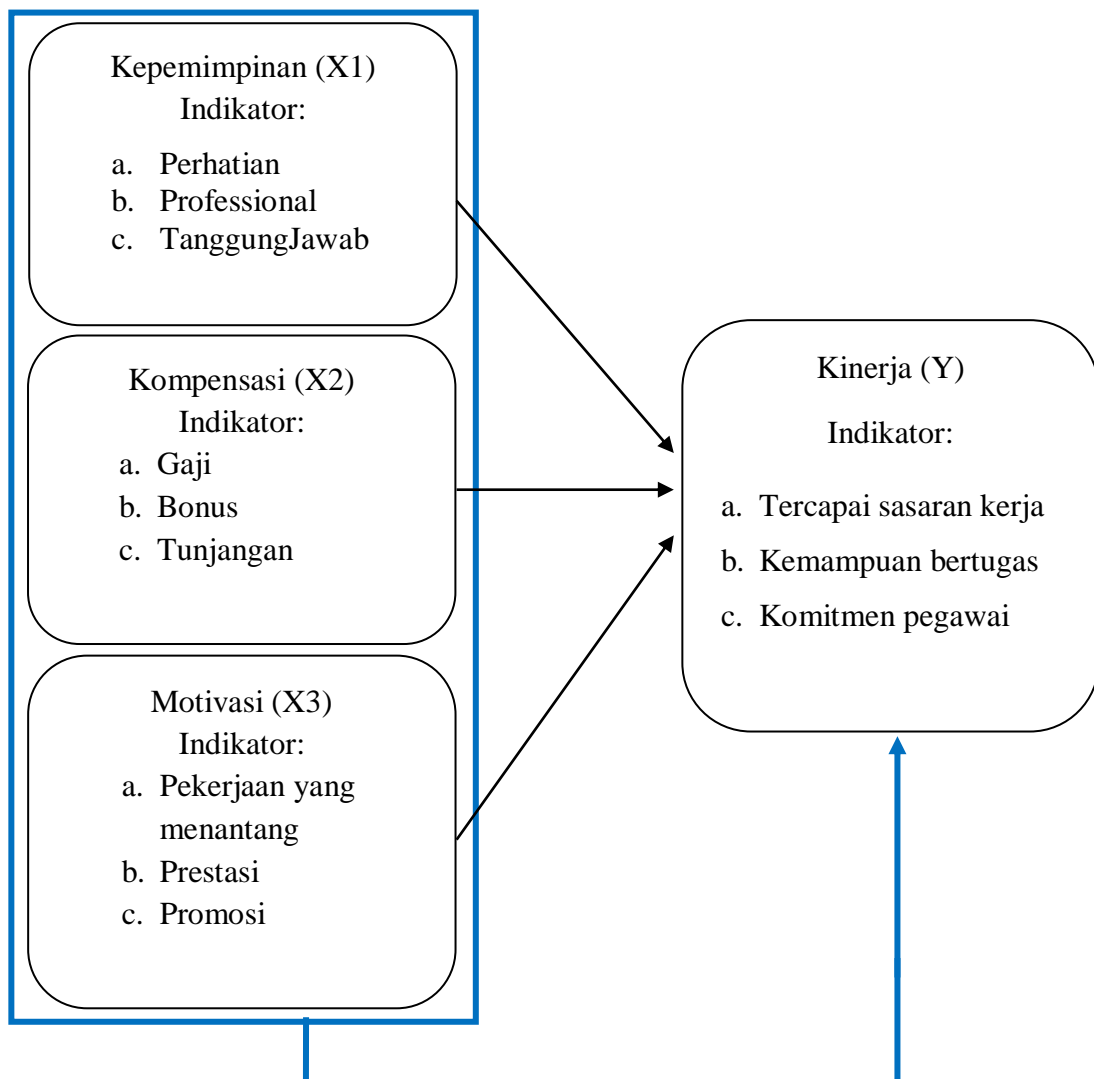 Kepemimpinan (X1)
Indikator:
a. Perhatian
b. Professional
c. TanggungJawab
Kompensasi (X2)
Indikator:
a. Gaji
b. Bonus
c. Tunjangan
Motivasi (X3)
Indikator:
a. Pekerjaan yang
menantang
b. Prestasi
c. Promosi
Kinerja (Y)
Indikator:
a. Tercapai sasaran kerja
b. Kemampuan bertugas
c. Komitmen pegawai